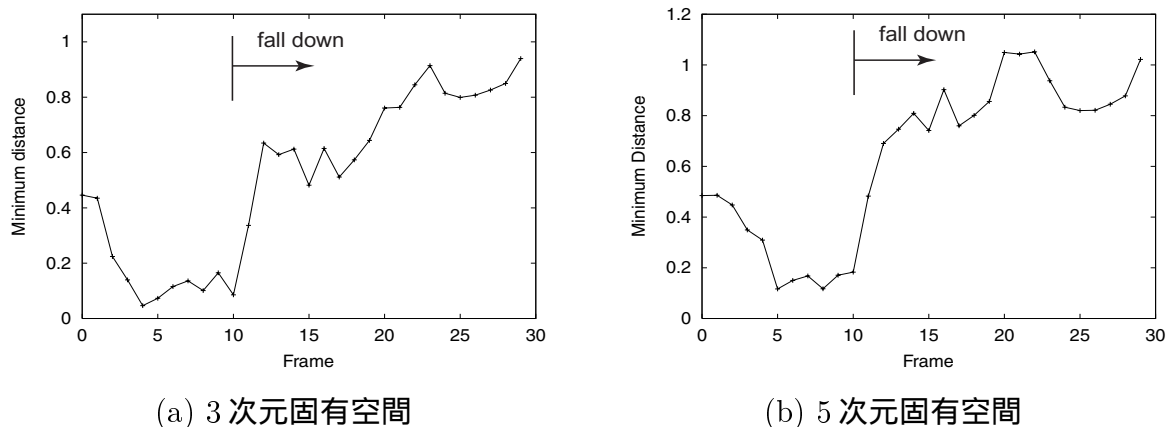 fall down
1
0.8
0.6
0.4
0.2
0
0 5 10 15 20 25 30
Minimum distance
Frame
(a) 3 次元固有空間
fall down
1.2
1
0.8
0.6
0.4
0.2
0
0 5 10 15 20 25 30
Minimum Distance
Frame
(b) 5 次元固有空間